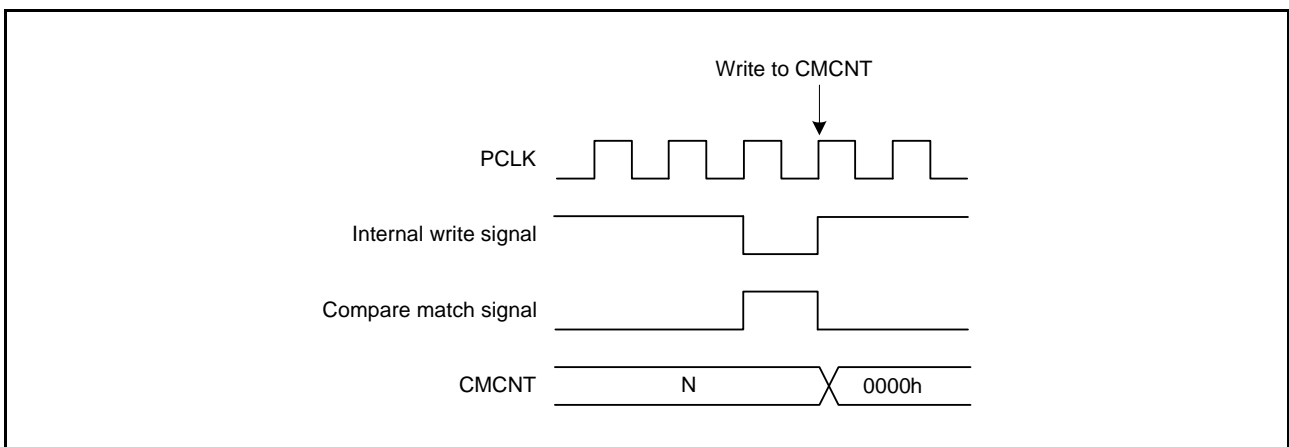 Write to CMCNT
PCLK
Internal write signal
Compare match signal
CMCNT N 0000h